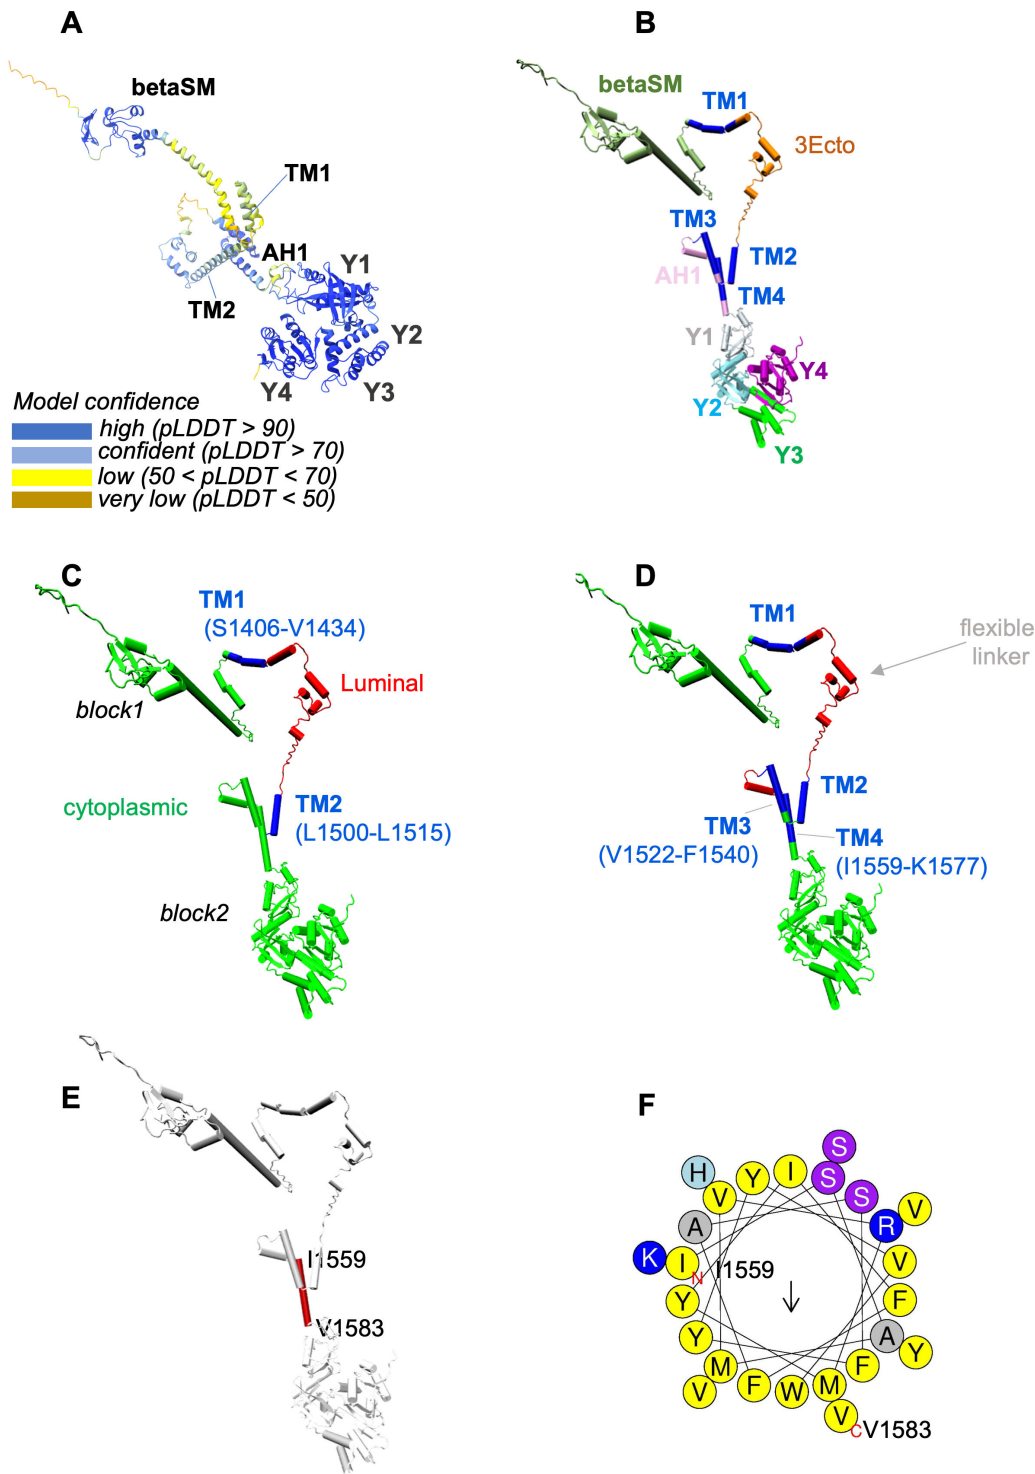 A
betaSM
TM1
AH1
Y1
TM2
Y2
Y4
Y3
Model confidence
high (pLDDT > 90)
confident (pLDDT > 70)
low (50 < pLDDT < 70)
very low (pLDDT < 50)
B
betaSM
TM1
3Ecto
TM3
AH1
TM2
TM4
Y1
Y4
Y2
Y3
C
TM1
(S1406-V1434)
block1
Luminal
cytoplasmic
TM2
(L1500-L1515)
block2
D
TM1
flexible
linker
TM2
TM3
(V1522-F1540)
TM4
(I1559-K1577)
E
I1559
V1583
F
S
H
Y
I
S
V
S
V
A
R
K
I
N
I1559
V
Y
F
Y
A
Y
M
F
V
F
W
M
V
C
V1583